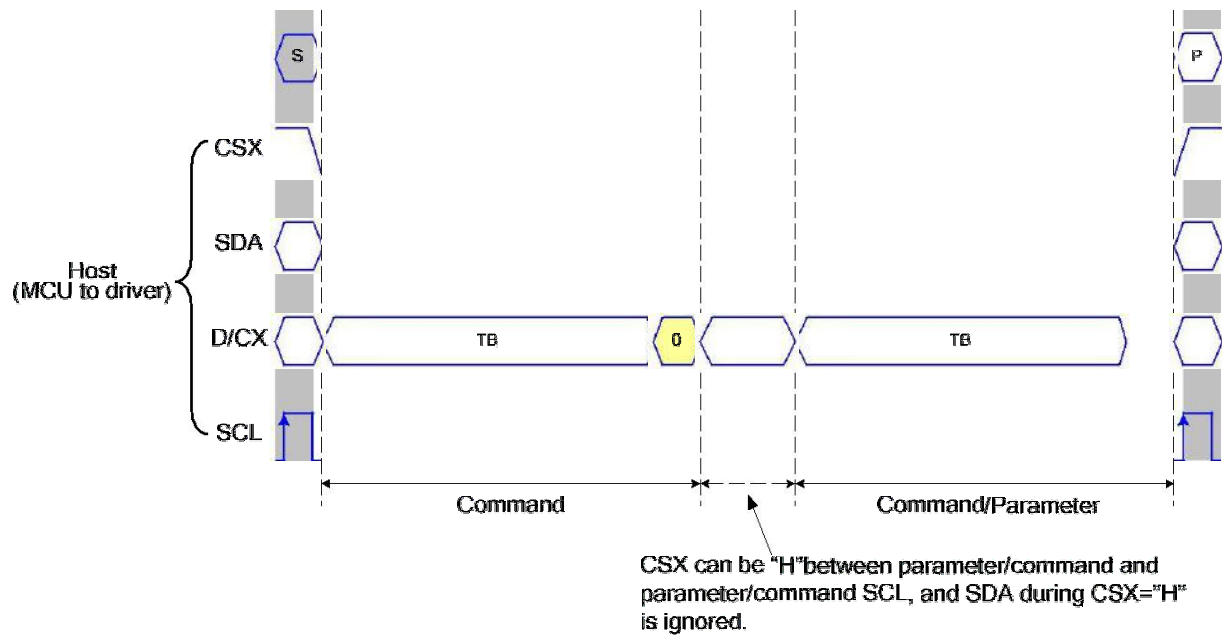 S
P
CSX
SDA
Host
(MCU to driver)
D/CX
TB
0
TB
SCL
Command
Command/Parameter
CSX can be “H”between parameter/command and
parameter/command SCL, and SDA during CSX=”H”
is ignored.